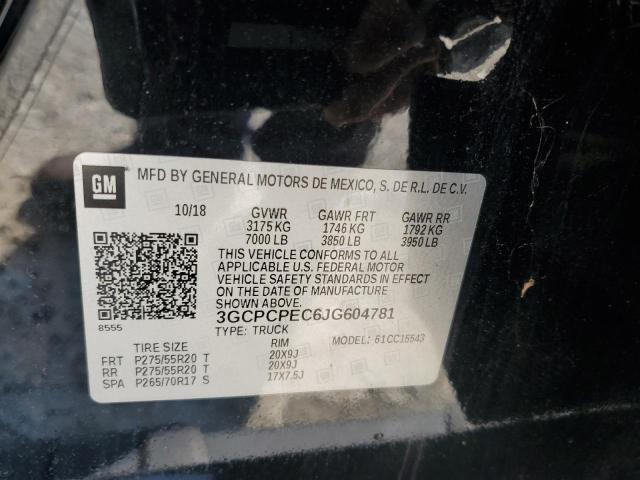 GM
MFD BY GENERAL MOTORS DE MEXICO, S. DE R.L. DE C.V.
10/18 GVWR GAWR FRT GAWR RR
3175 KG 1746 KG 1792 KG
7000 LB 3850 LB 3950 LB
THIS VEHICLE CONFORMS TO ALL
APPLICABLE U.S. FEDERAL MOTOR
VEHICLE SAFETY STANDARDS IN EFFECT
ON THE DATE OF MANUFACTURE
SHOWN ABOVE.
8555
3GCPCPEC6JG604781
TYPE: TRUCK MODEL: 61CC15543
TIRE SIZE RIM
FRT P275/55R20 T 20X9J
RR P275/55R20 T 20X9J
SPA P265/70R17 S 17X7.5J